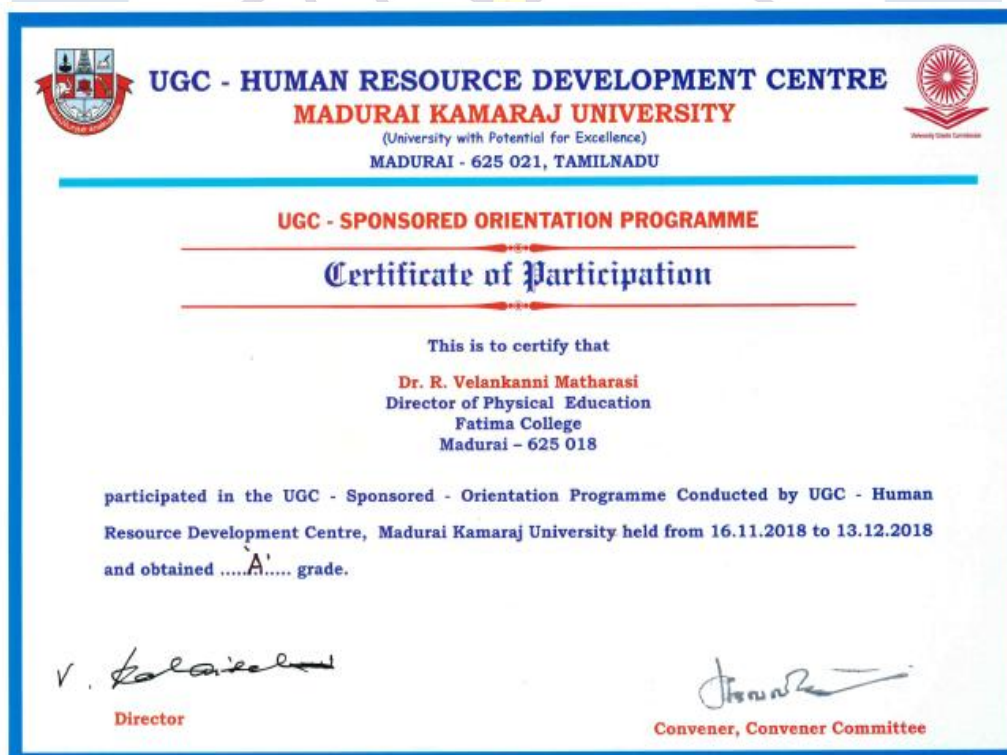 UGC - HUMAN RESOURCE DEVELOPMENT CENTRE
MADURAI KAMARAJ UNIVERSITY
(University with Potential for Excellence)
MADURAI - 625 021, TAMILNADU
University Grants Commission
UGC - SPONSORED ORIENTATION PROGRAMME
Certificate of Participation
This is to certify that
Dr. R. Velankanni Matharasi
Director of Physical Education
Fatima College
Madurai – 625 018
participated in the UGC - Sponsored - Orientation Programme Conducted by UGC - Human
Resource Development Centre, Madurai Kamaraj University held from 16.11.2018 to 13.12.2018
and obtained .....'A'..... grade.
V.
Director
Convener, Convener Committee